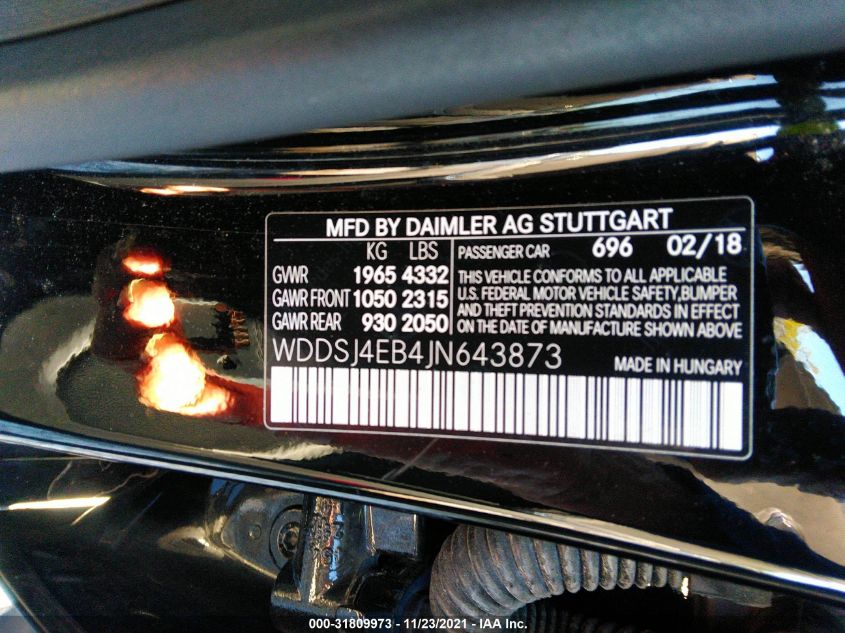 MFD BY DAIMLER AG STUTTGART
KG LBS
GVWR 1965 4332
GAWR FRONT 1050 2315
GAWR REAR 930 2050
PASSENGER CAR 696 02/18
THIS VEHICLE CONFORMS TO ALL APPLICABLE
U.S. FEDERAL MOTOR VEHICLE SAFETY, BUMPER
AND THEFT PREVENTION STANDARDS IN EFFECT
ON THE DATE OF MANUFACTURE SHOWN ABOVE
WDDSJ4EB4JN643873
MADE IN HUNGARY
000-31809973 - 11/23/2021 - IAA Inc.